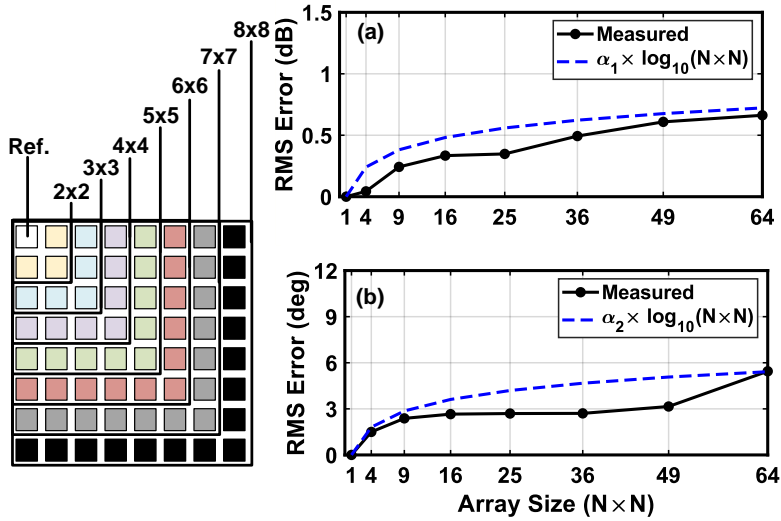 8x8
7x7
6x6
5x5
4x4
3x3
2x2
Ref.
(a)
Measured
α₁ × log₁₀(N×N)
RMS Error (dB)
1.5
1
0.5
0
1 4 9 16 25 36 49 64
(b)
Measured
α₂ × log₁₀(N×N)
RMS Error (deg)
12
9
6
3
0
1 4 9 16 25 36 49 64
Array Size (N×N)